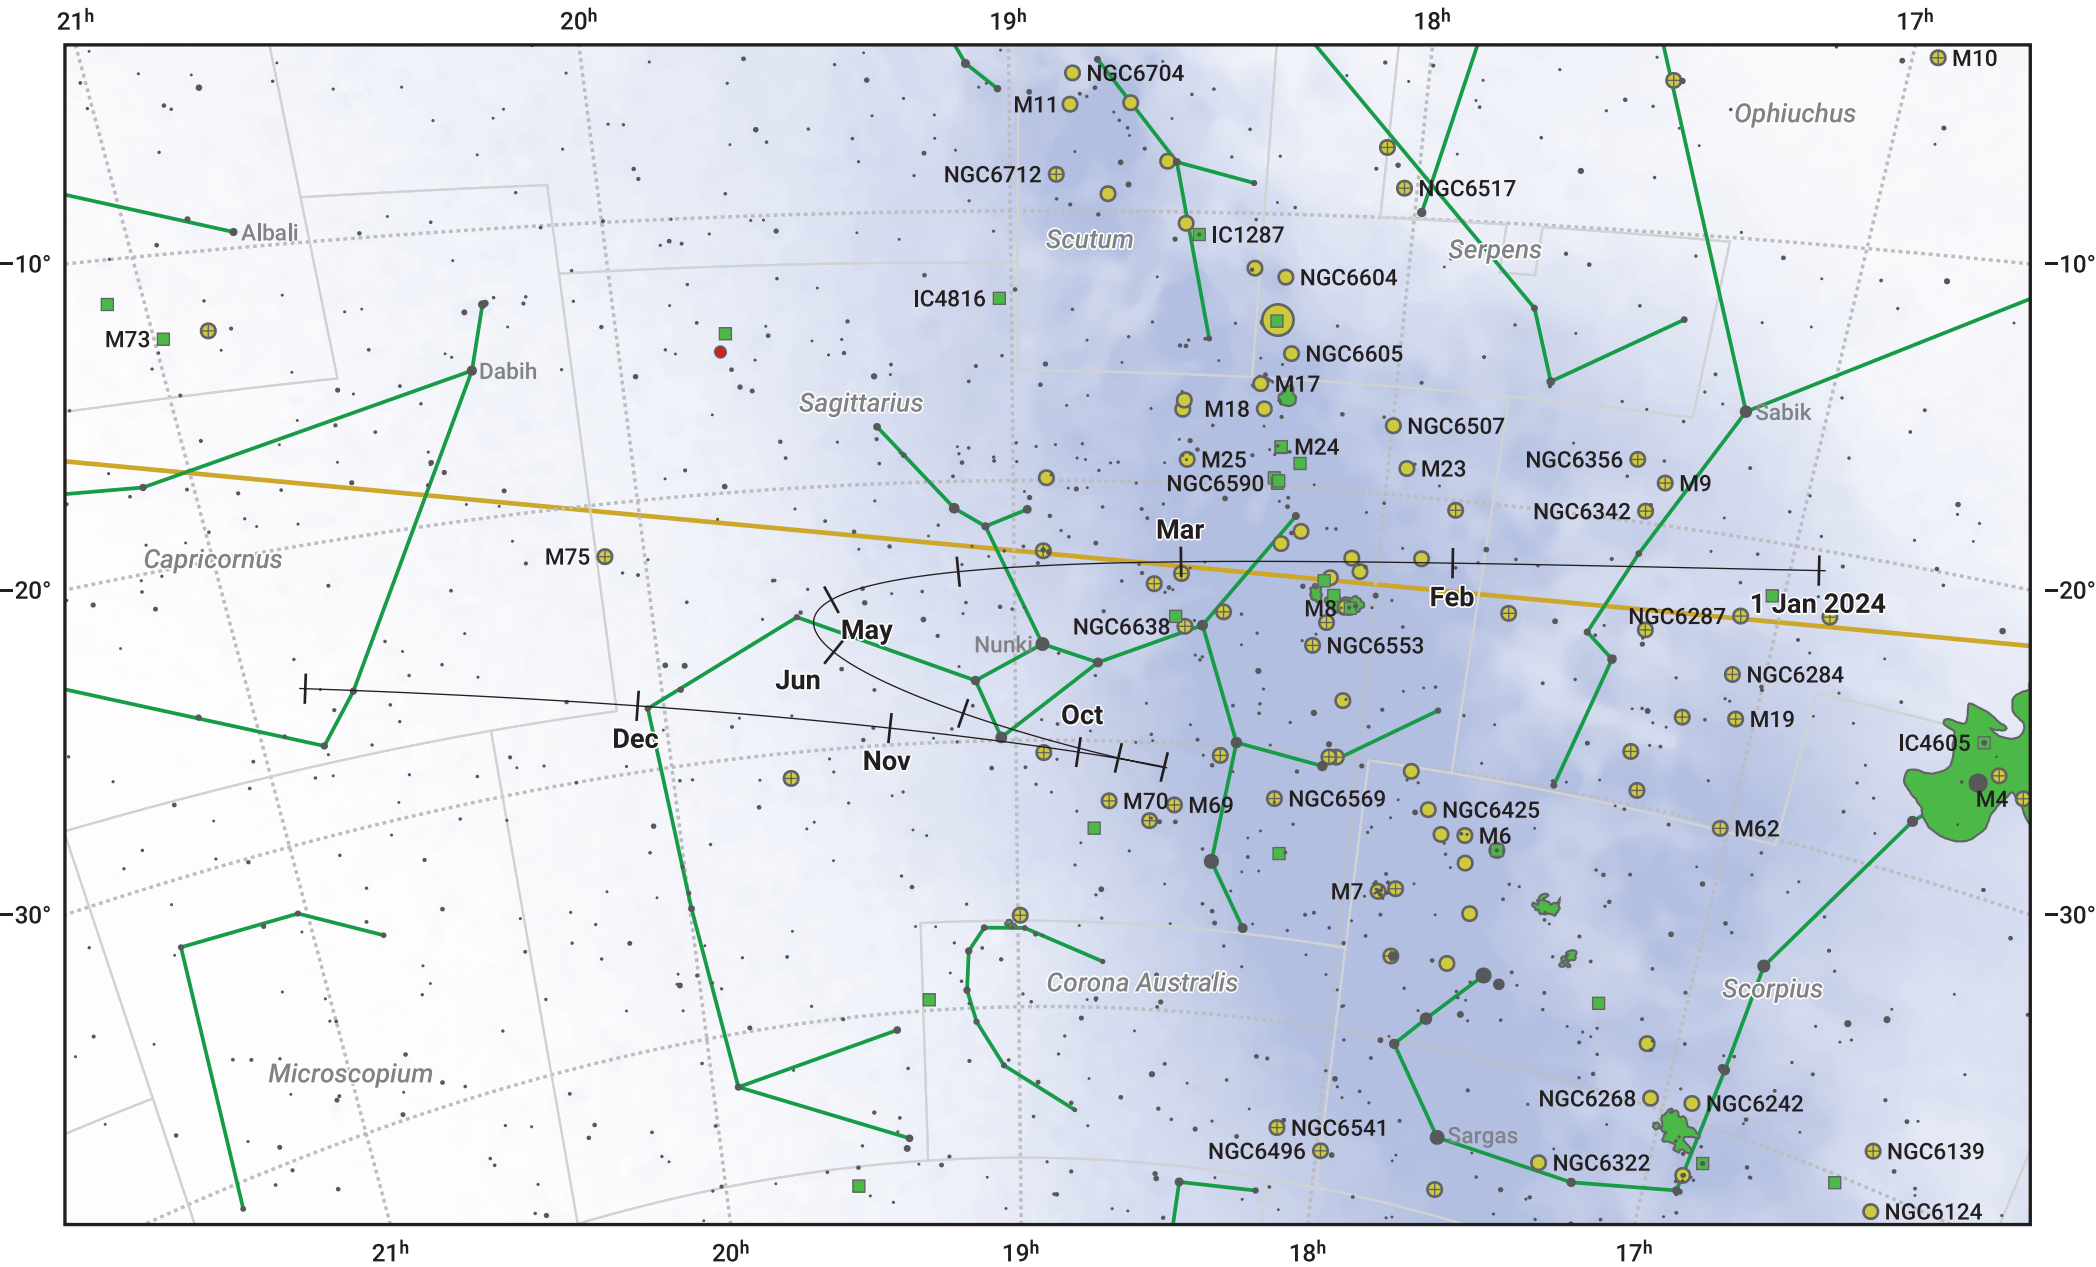 21h 20h 19h 18h 17h
M10
NGC6704
M11
Ophiuchus
NGC6712
NGC6517
Albali
Scutum
IC1287
Serpens
−10° −10°
NGC6604
IC4816
M73
NGC6605
Dabih
M17
Sagittarius
M18
Sabik
NGC6507
M24
M25
NGC6356
M23
NGC6590
M9
NGC6342
Mar
M75
Capricornus
−20° −20°
Feb
1 Jan 2024
M8
NGC6287
NGC6638
May
Nunki
NGC6553
NGC6284
Jun
Oct
M19
Dec
IC4605
Nov
NGC6569
M4
M70
M69
NGC6425
M62
M6
M7
−30° −30°
Corona Australis
Scorpius
Microscopium
NGC6268
NGC6242
NGC6541
Sargas
NGC6496
NGC6139
NGC6322
NGC6124
21h 20h 19h 18h 17h